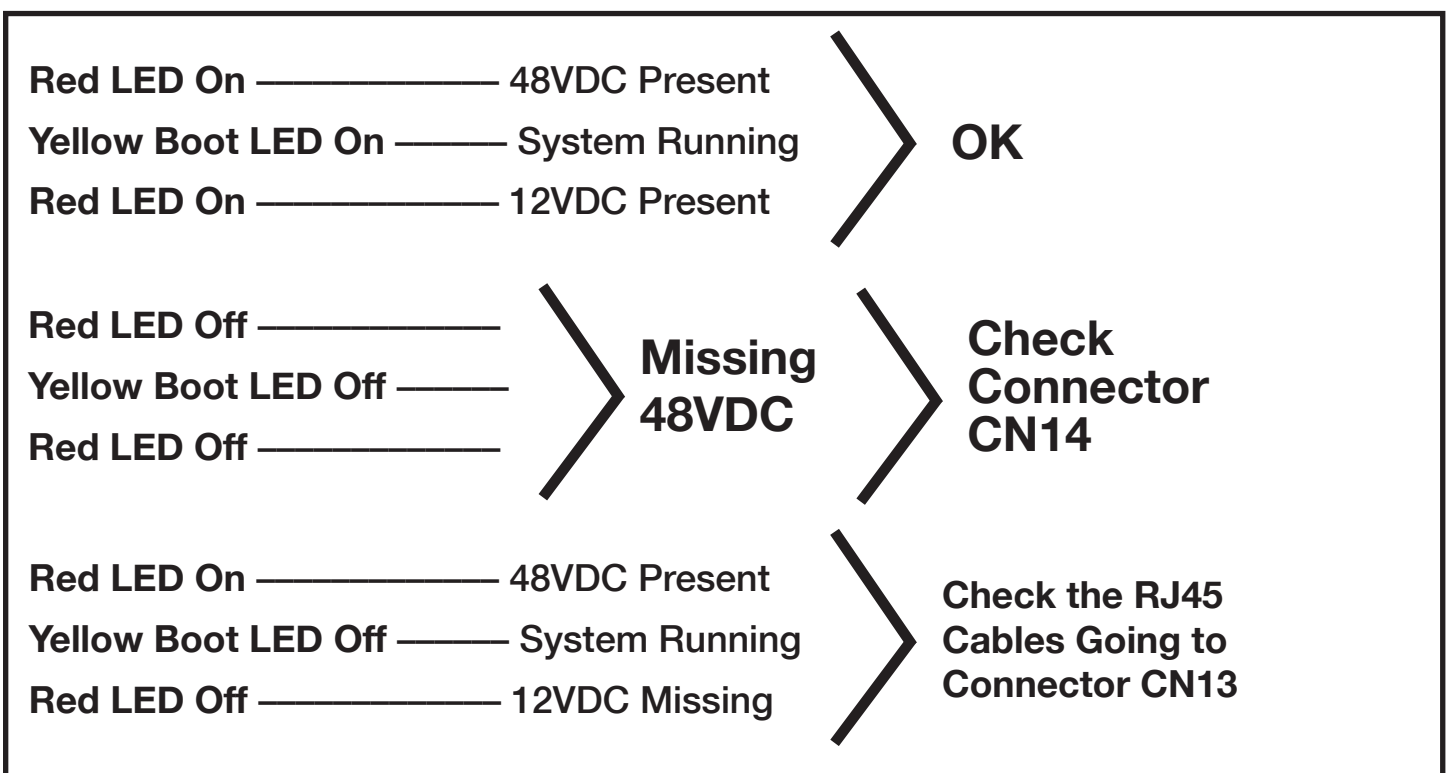 Red LED On ––––––––––––– 48VDC Present
Yellow Boot LED On –––––– System Running
Red LED On ––––––––––––– 12VDC Present
OK
Red LED Off –––––––––––––
Yellow Boot LED Off ––––––
Red LED Off –––––––––––––
Missing
48VDC
Check
Connector
CN14
Red LED On ––––––––––––– 48VDC Present
Yellow Boot LED Off –––––– System Running
Red LED Off ––––––––––––– 12VDC Missing
Check the RJ45
Cables Going to
Connector CN13